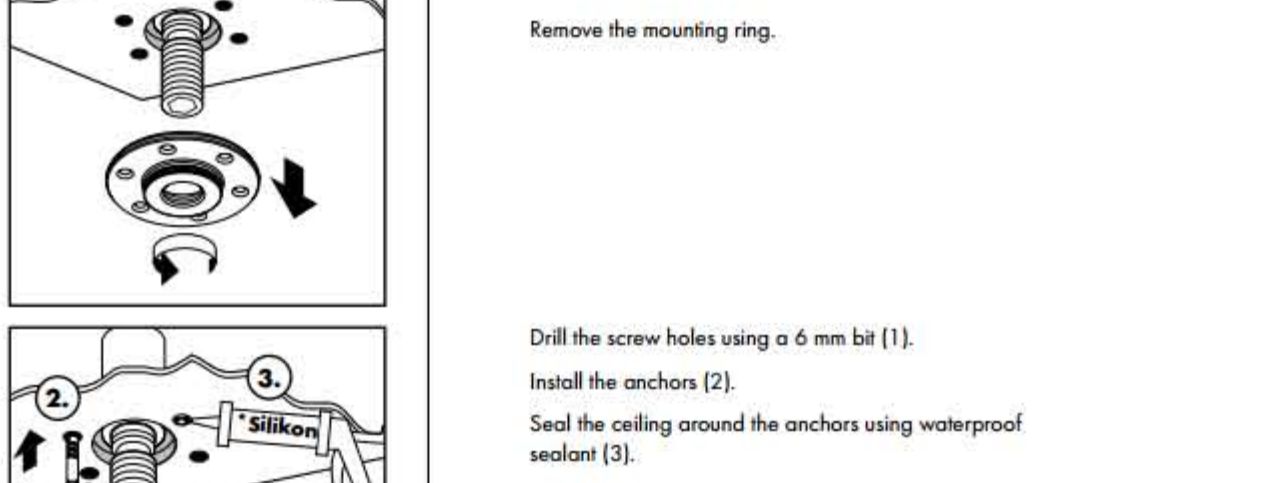 Remove the mounting ring.
Drill the screw holes using a 6 mm bit (1).
Install the anchors (2).
Seal the ceiling around the anchors using waterproof
sealant (3).
2.
3.
*Silikon